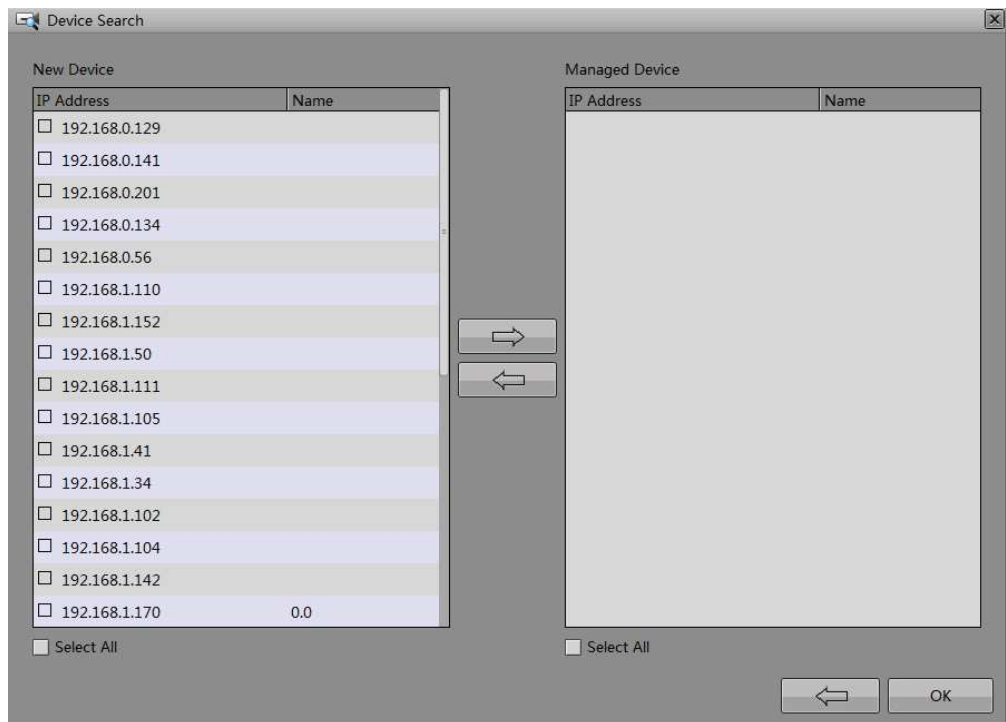 Device Search
New Device
IP Address Name
192.168.0.129
192.168.0.141
192.168.0.201
192.168.0.134
192.168.0.56
192.168.1.110
192.168.1.152
192.168.1.50
192.168.1.111
192.168.1.105
192.168.1.41
192.168.1.34
192.168.1.102
192.168.1.104
192.168.1.142
192.168.1.170 0.0
Select All
Managed Device
IP Address Name
Select All
OK